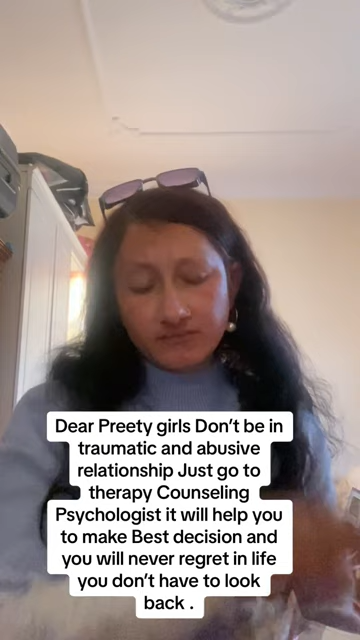 Dear Preety girls Don’t be in
traumatic and abusive
relationship Just go to
therapy Counseling
Psychologist it will help you
to make Best decision and
you will never regret in life
you don’t have to look
back .